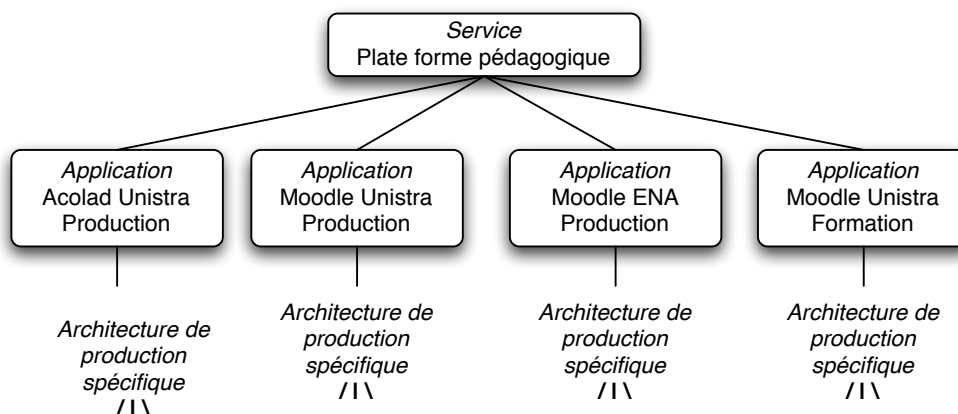 Service
Plate forme pédagogique
Application
Acolad Unistra
Production
Application
Moodle Unistra
Production
Application
Moodle ENA
Production
Application
Moodle Unistra
Formation
Architecture de
production
spécifique
/ I \
Architecture de
production
spécifique
/ I \
Architecture de
production
spécifique
/ I \
Architecture de
production
spécifique
/ I \